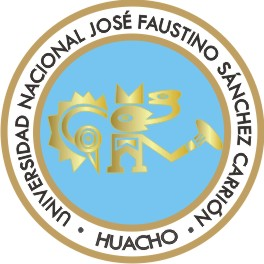 UNIVERSIDAD NACIONAL JOSÉ FAUSTINO SÁNCHEZ CARRIÓN
• HUACHO •